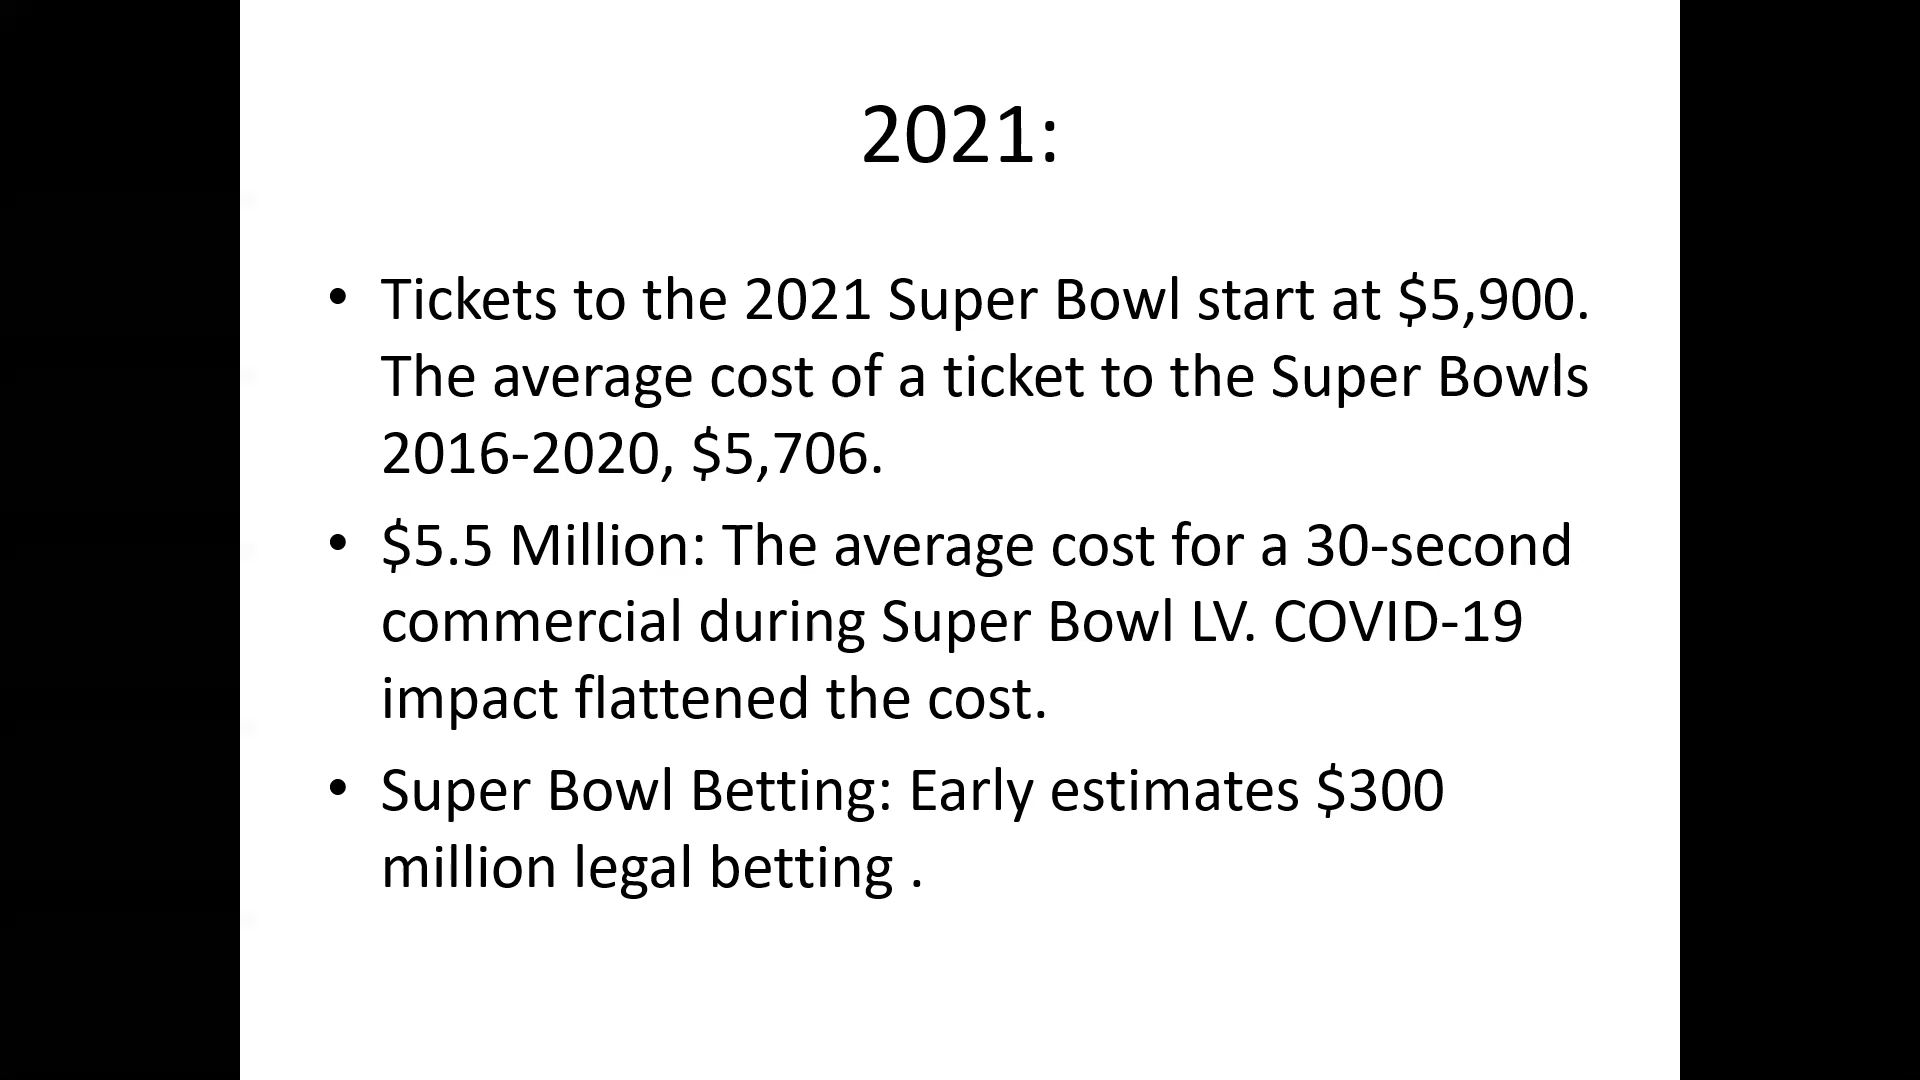 2021:
• Tickets to the 2021 Super Bowl start at $5,900.
The average cost of a ticket to the Super Bowls
2016-2020, $5,706.
• $5.5 Million: The average cost for a 30-second
commercial during Super Bowl LV. COVID-19
impact flattened the cost.
• Super Bowl Betting: Early estimates $300
million legal betting .